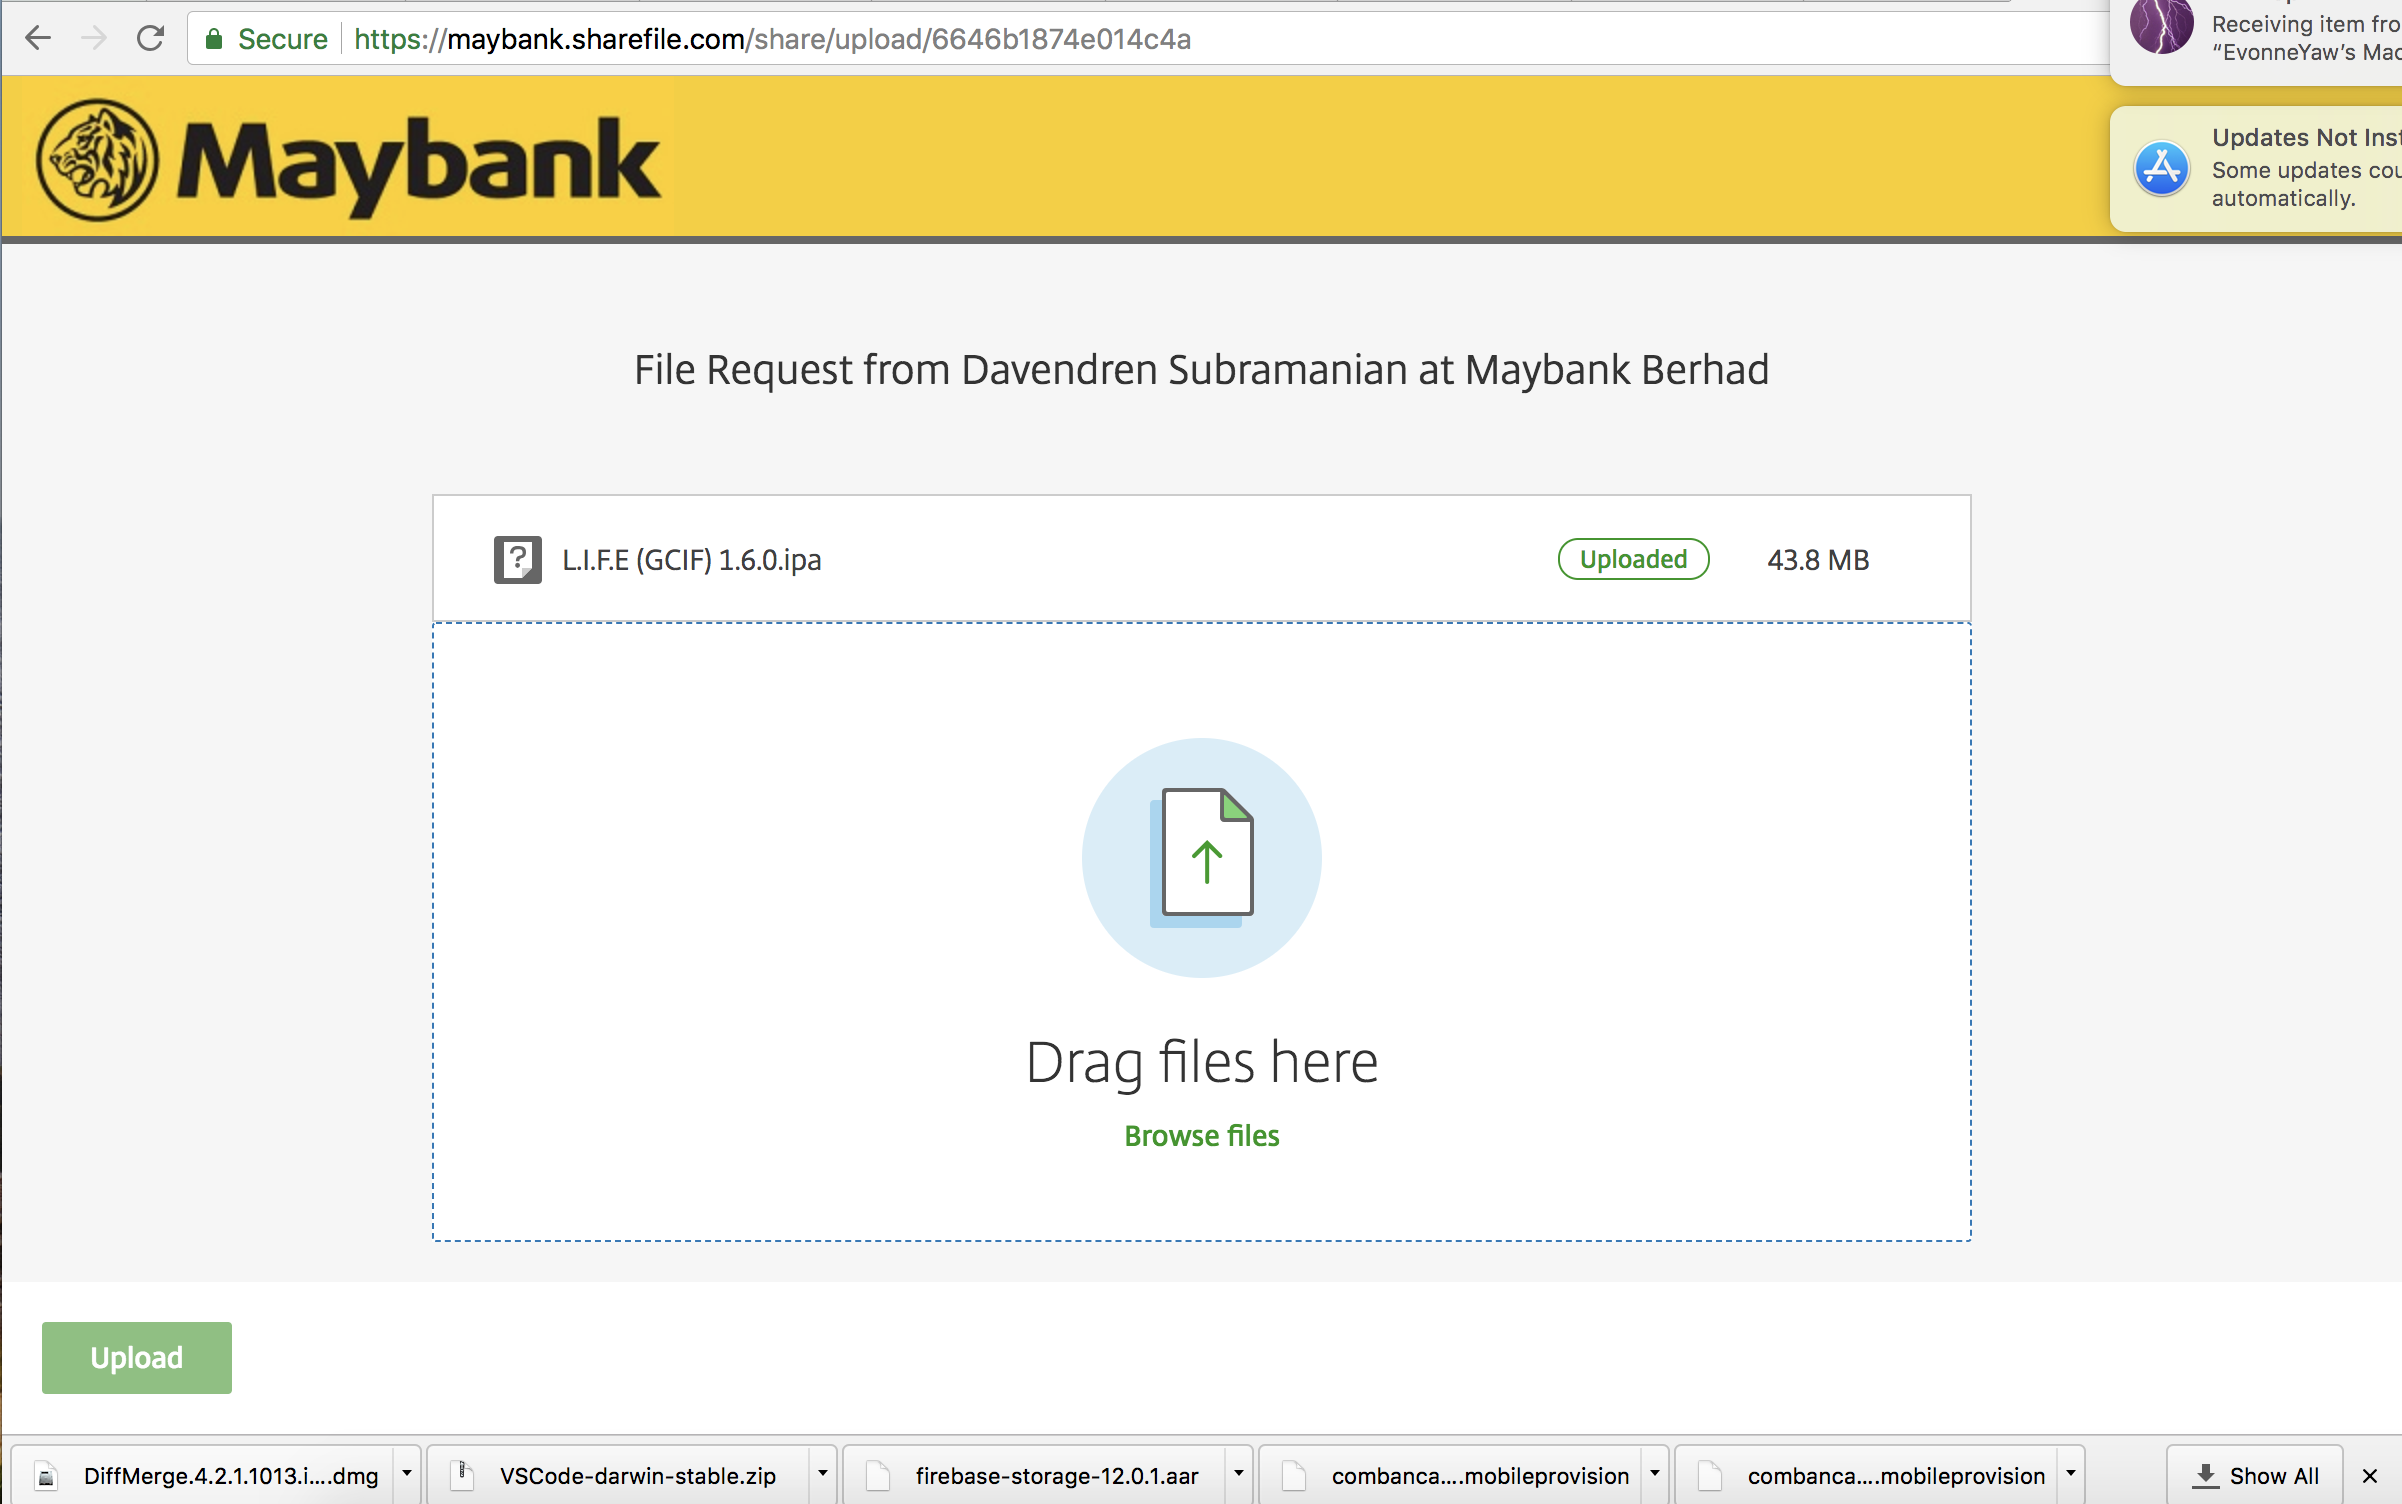 Secure https://maybank.sharefile.com/share/upload/6646b1874e014c4a
Receiving item fro
“EvonneYaw’s Mac
Maybank
Updates Not Inst
Some updates cou
automatically.
File Request from Davendren Subramanian at Maybank Berhad
L.I.F.E (GCIF) 1.6.0.ipa Uploaded 43.8 MB
Drag files here
Browse files
Upload
DiffMerge.4.2.1.1013.i....dmg VSCode-darwin-stable.zip firebase-storage-12.0.1.aar combanca....mobileprovision combanca....mobileprovision Show All